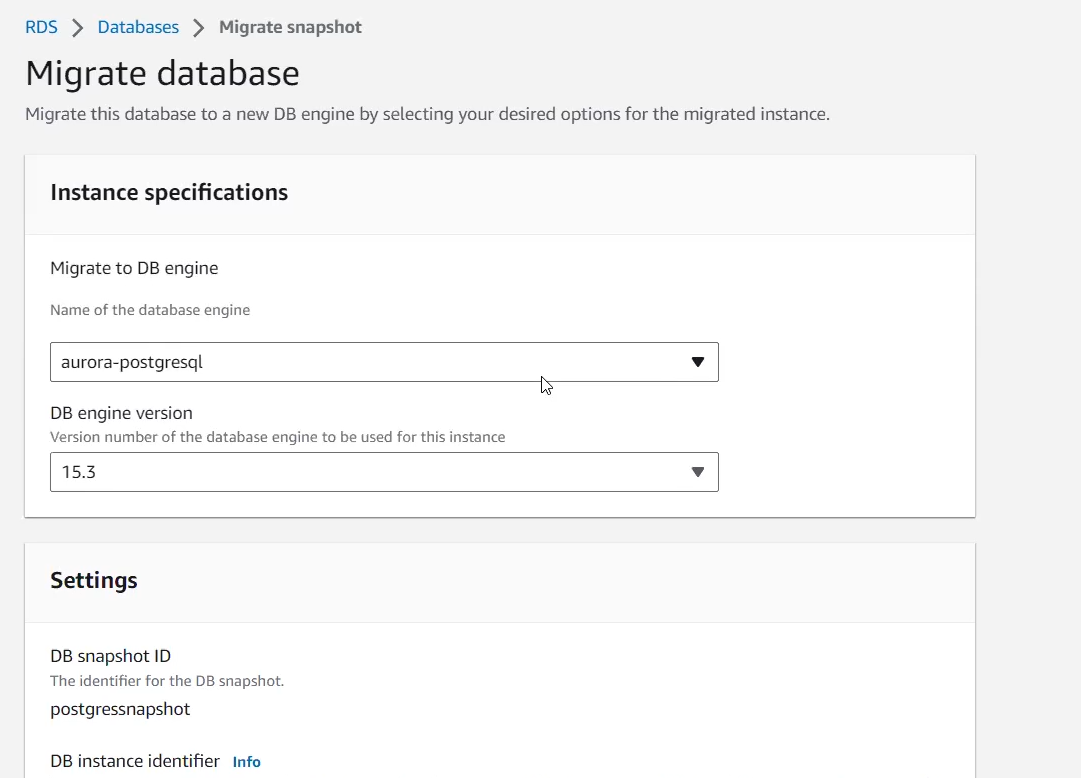 RDS > Databases > Migrate snapshot
Migrate database
Migrate this database to a new DB engine by selecting your desired options for the migrated instance.
Instance specifications
Migrate to DB engine
Name of the database engine
aurora-postgresql
DB engine version
Version number of the database engine to be used for this instance
15.3
Settings
DB snapshot ID
The identifier for the DB snapshot.
postgressnapshot
DB instance identifier Info